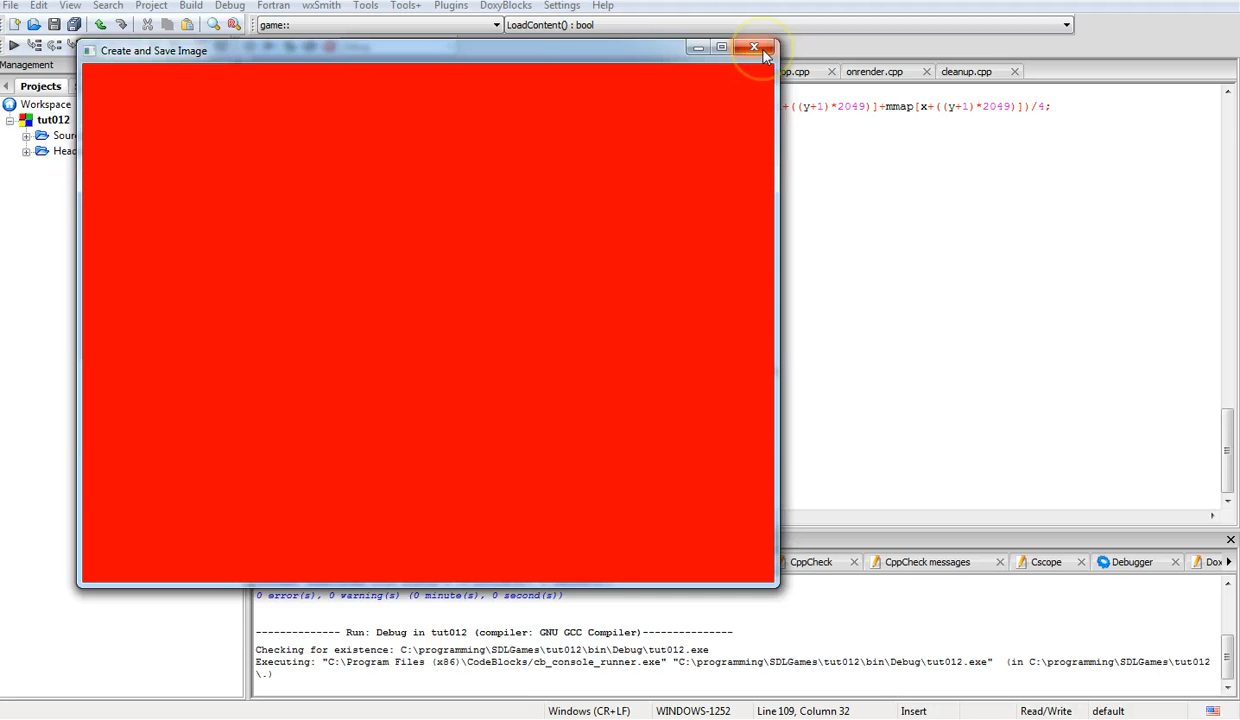 File Edit View Search Project Build Debug Fortran wxSmith Tools Tools+ Plugins DoxyBlocks Settings Help
game:: LoadContent() : bool
Create and Save Image
Management
op.cpp onrender.cpp cleanup.cpp
Projects
Workspace
+((y+1)*2049)]+mmap[x+((y+1)*2049)])/4;
tut012
Sour
Head
CppCheck CppCheck messages Cscope Debugger Dox
0 error(s), 0 warning(s) (0 minute(s), 0 second(s))
-------------- Run: Debug in tut012 (compiler: GNU GCC Compiler)---------------
Checking for existence: C:\programming\SDLGames\tut012\bin\Debug\tut012.exe
Executing: "C:\Program Files (x86)\CodeBlocks/cb_console_runner.exe" "C:\programming\SDLGames\tut012\bin\Debug\tut012.exe" (in C:\programming\SDLGames\tut012
\.)
Windows (CR+LF) WINDOWS-1252 Line 109, Column 32 Insert Read/Write default